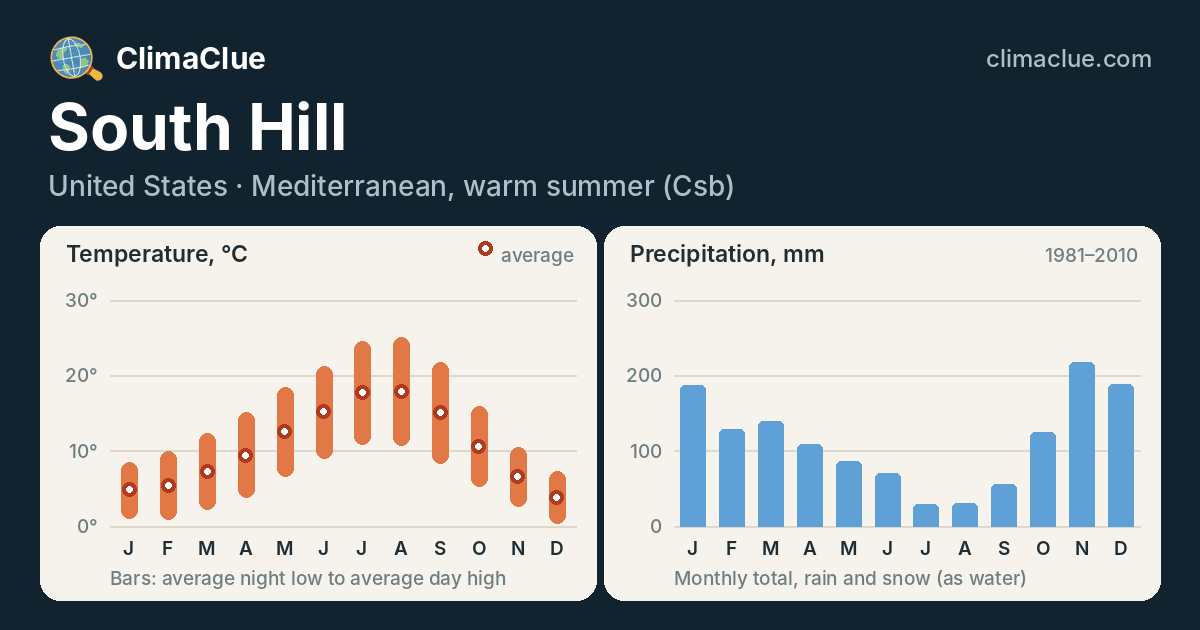 ClimaClue
climaclue.com
South Hill
United States · Mediterranean, warm summer (Csb)
Temperature, °C
average
30°
20°
10°
0°
J F M A M J J A S O N D
Bars: average night low to average day high
Precipitation, mm
1981–2010
300
200
100
0
J F M A M J J A S O N D
Monthly total, rain and snow (as water)